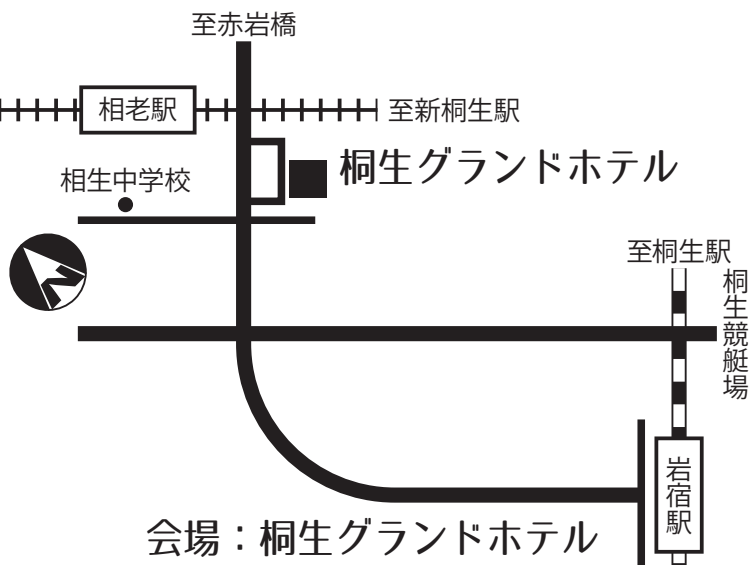 至赤岩橋
相老駅
至新桐生駅
桐生グランドホテル
相生中学校
N
至桐生駅
桐生競艇場
岩宿駅
会場：桐生グランドホテル